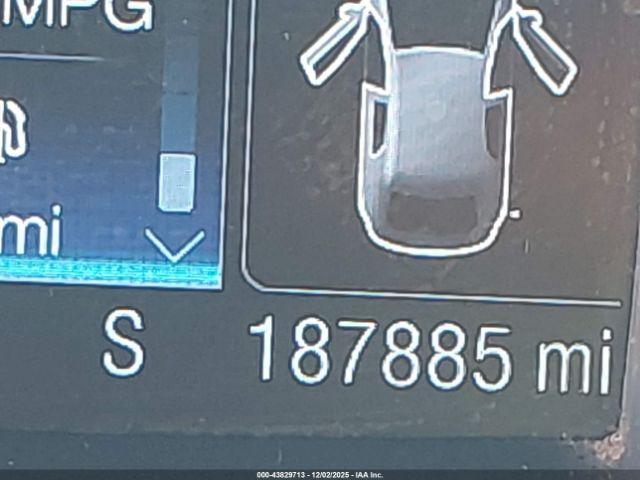 MPG
mi
S 187885 mi
000-43829713 - 12/02/2025 - IAA Inc.